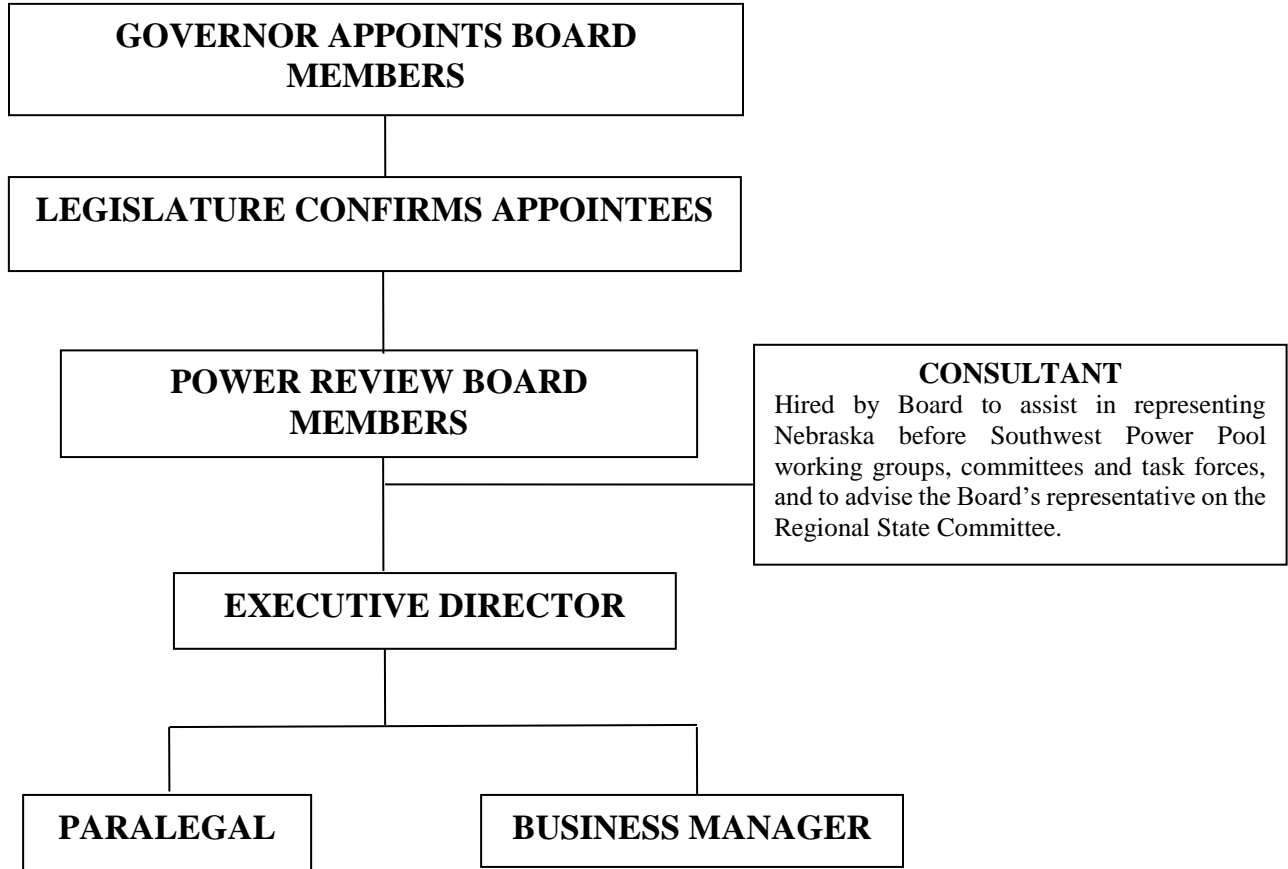 GOVERNOR APPOINTS BOARD
MEMBERS
LEGISLATURE CONFIRMS APPOINTEES
POWER REVIEW BOARD
MEMBERS
CONSULTANT
Hired by Board to assist in representing
Nebraska before Southwest Power Pool
working groups, committees and task forces,
and to advise the Board’s representative on the
Regional State Committee.
EXECUTIVE DIRECTOR
PARALEGAL
BUSINESS MANAGER